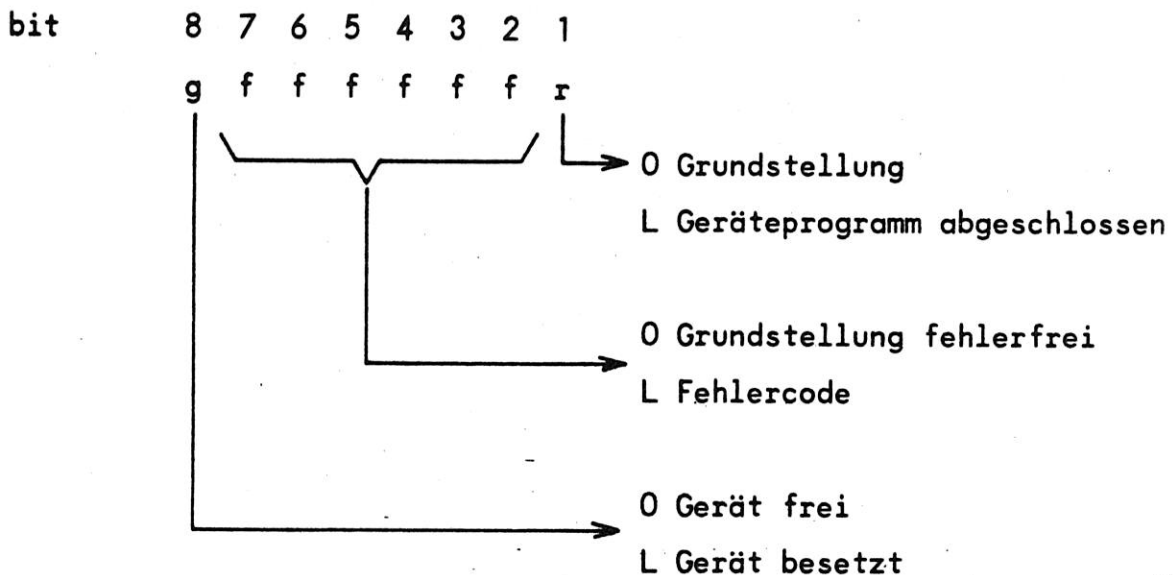 bit 8 7 6 5 4 3 2 1
g f f f f f f r
O Grundstellung
L Geräteprogramm abgeschlossen
O Grundstellung fehlerfrei
L Fehlercode
O Gerät frei
L Gerät besetzt